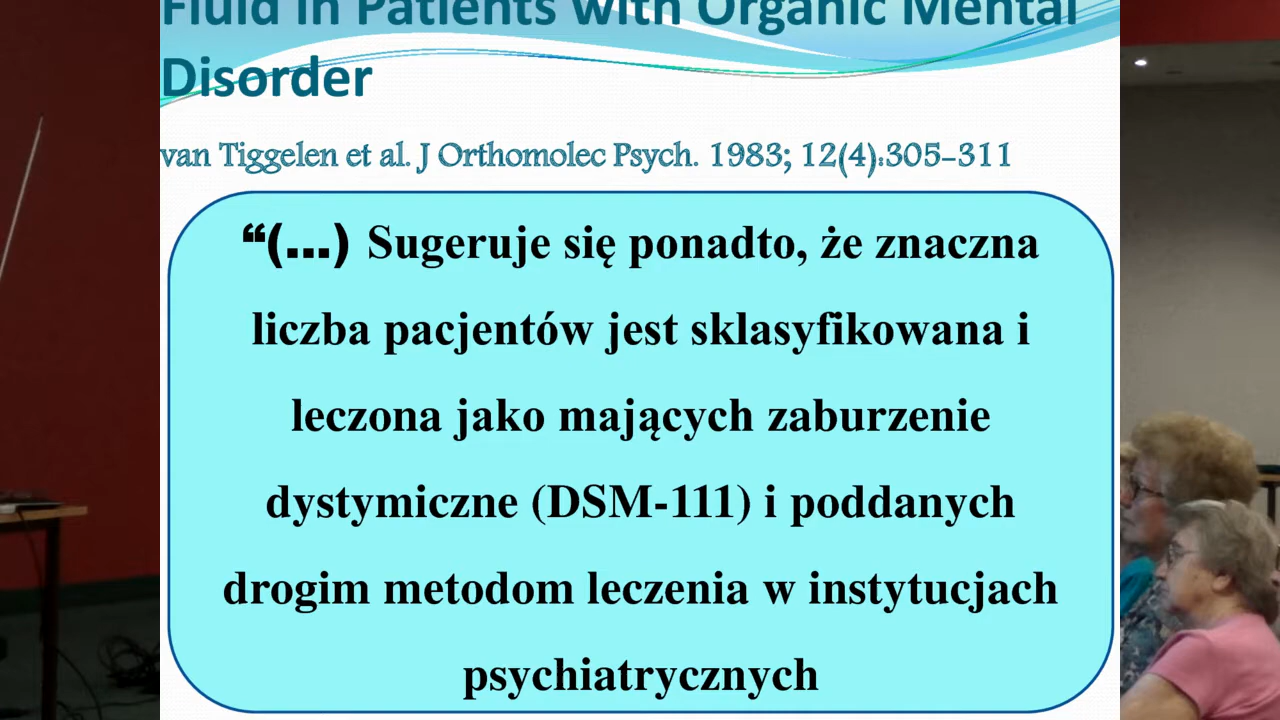 Fluid in Patients with Organic Mental
Disorder
van Tiggelen et al. J Orthomolec Psych. 1983; 12(4):305-311
“(...) Sugeruje się ponadto, że znaczna
liczba pacjentów jest sklasyfikowana i
leczona jako mających zaburzenie
dystymiczne (DSM-111) i poddanych
drogim metodom leczenia w instytucjach
psychiatrycznych